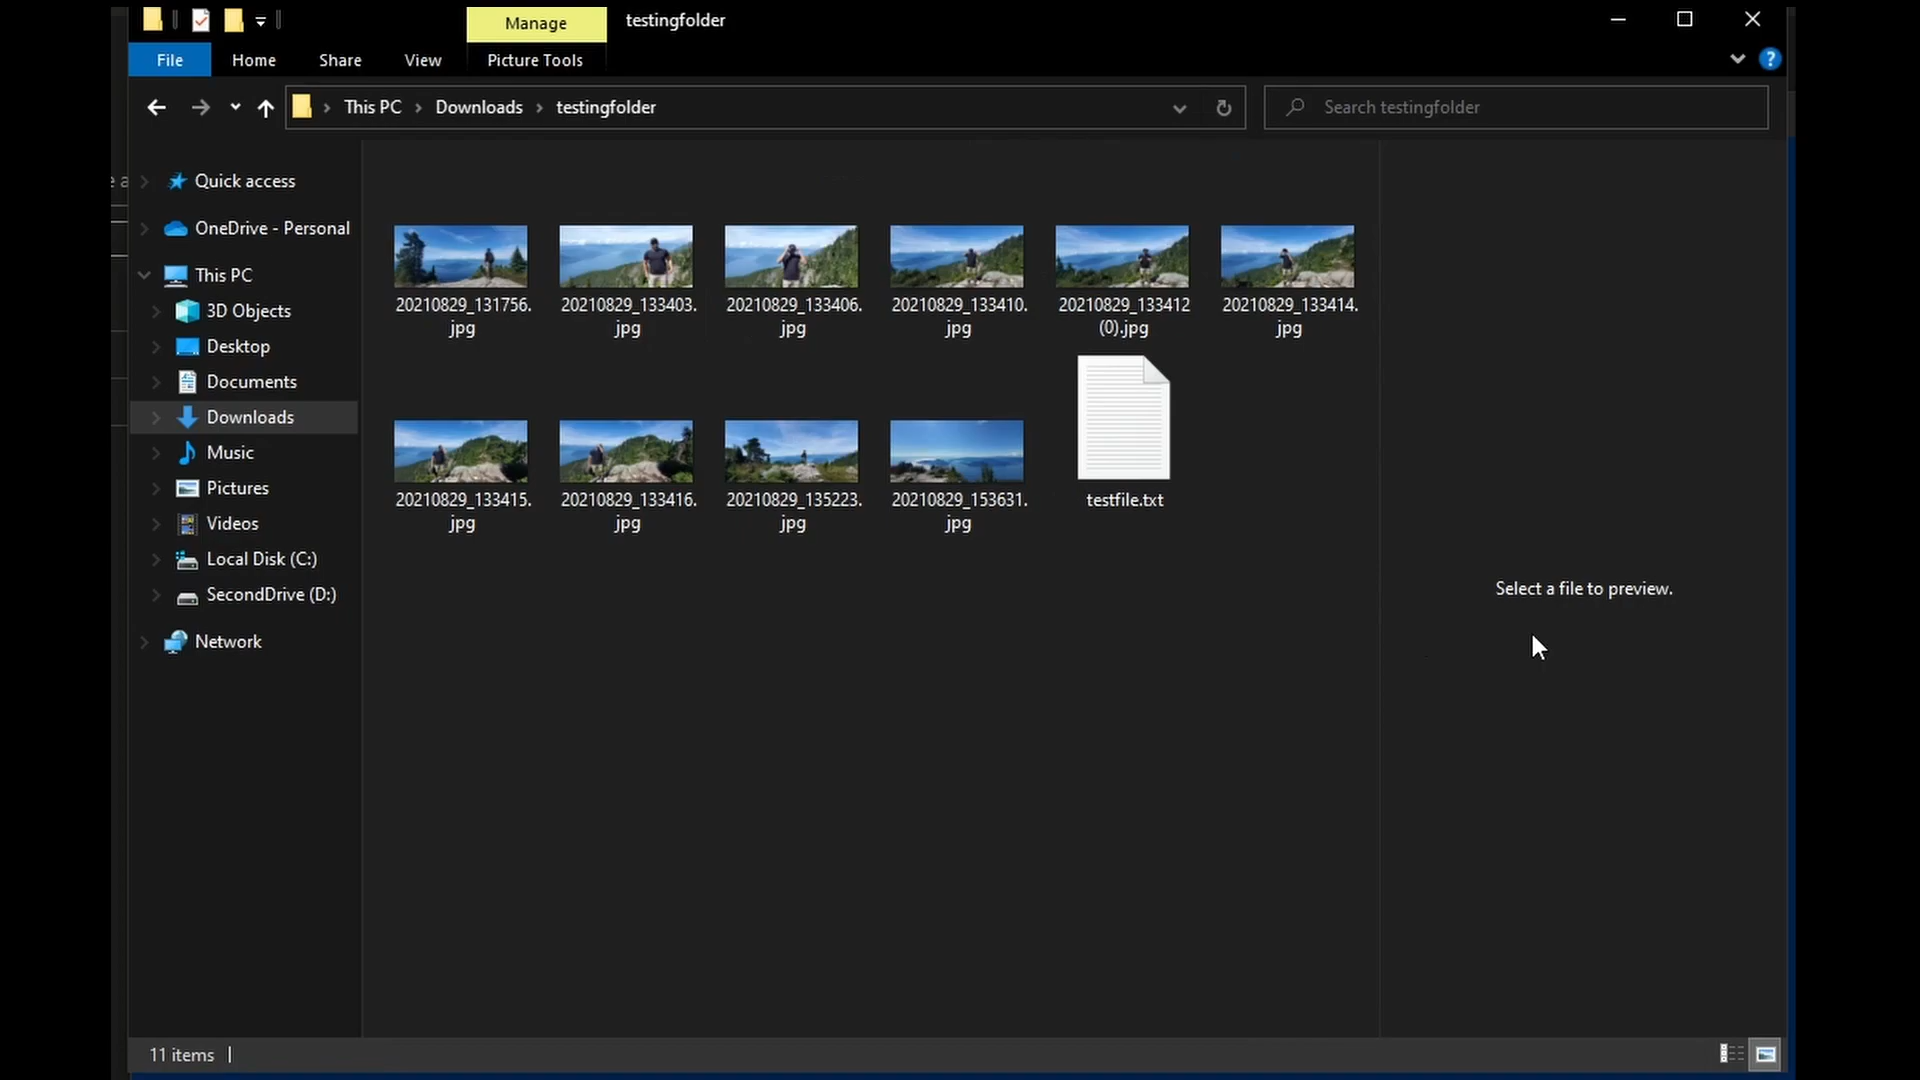 Manage
testingfolder
File
Home
Share
View
Picture Tools
This PC
Downloads
testingfolder
Search testingfolder
Quick access
OneDrive - Personal
This PC
3D Objects
Desktop
Documents
Downloads
Music
Pictures
Videos
Local Disk (C:)
SecondDrive (D:)
Network
20210829_131756.
jpg
20210829_133403.
jpg
20210829_133406.
jpg
20210829_133410.
jpg
20210829_133412
(0).jpg
20210829_133414.
jpg
20210829_133415.
jpg
20210829_133416.
jpg
20210829_135223.
jpg
20210829_153631.
jpg
testfile.txt
Select a file to preview.
11 items